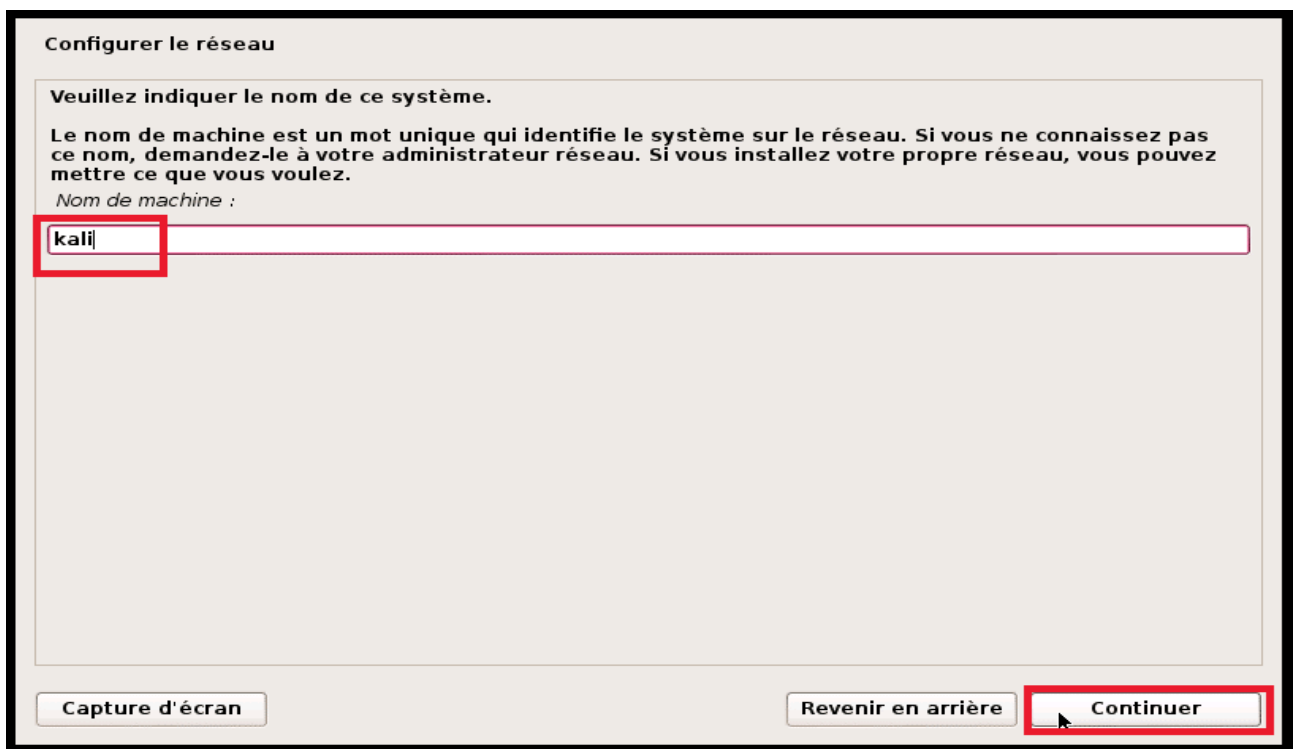 Configurer le réseau
Veuillez indiquer le nom de ce système.
Le nom de machine est un mot unique qui identifie le système sur le réseau. Si vous ne connaissez pas
ce nom, demandez-le à votre administrateur réseau. Si vous installez votre propre réseau, vous pouvez
mettre ce que vous voulez.
Nom de machine :
kali
Capture d'écran
Revenir en arrière
Continuer